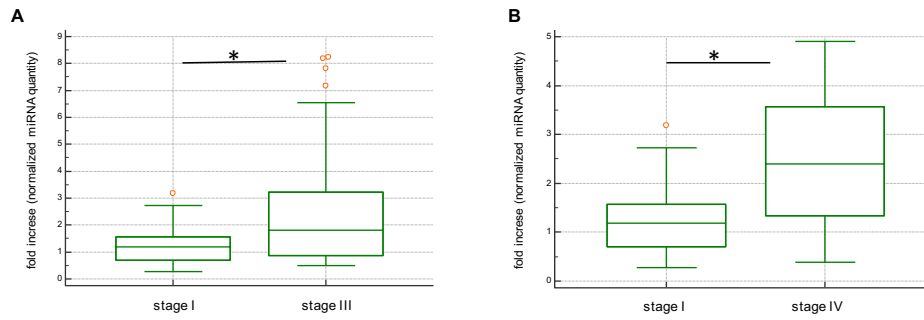 A
B
fold increse (normalized miRNA quantity)
9
8
7
6
5
4
3
2
1
0
*
stage I
stage III
fold increse (normalized miRNA quantity)
5
4
3
2
1
0
*
stage I
stage IV